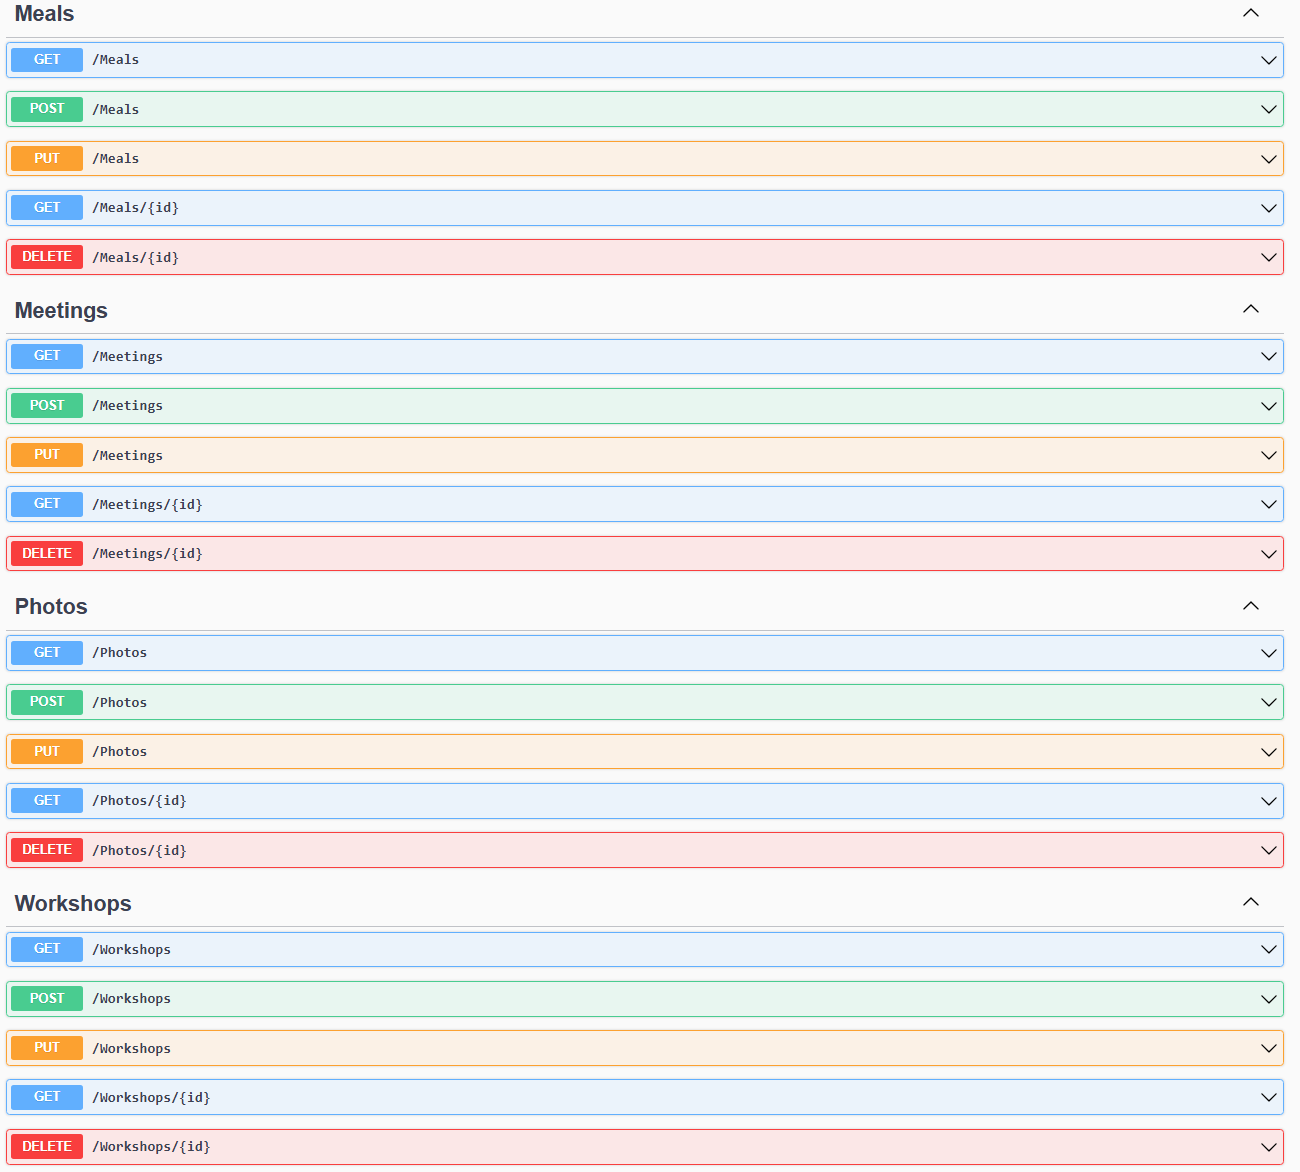 Meals
GET /Meals
POST /Meals
PUT /Meals
GET /Meals/{id}
DELETE /Meals/{id}
Meetings
GET /Meetings
POST /Meetings
PUT /Meetings
GET /Meetings/{id}
DELETE /Meetings/{id}
Photos
GET /Photos
POST /Photos
PUT /Photos
GET /Photos/{id}
DELETE /Photos/{id}
Workshops
GET /Workshops
POST /Workshops
PUT /Workshops
GET /Workshops/{id}
DELETE /Workshops/{id}